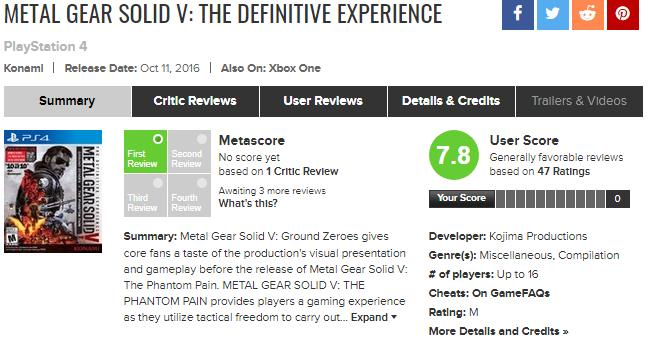 METAL GEAR SOLID V: THE DEFINITIVE EXPERIENCE
PlayStation 4
Konami | Release Date: Oct 11, 2016 | Also On: Xbox One
Summary Critic Reviews User Reviews Details & Credits Trailers & Videos
PS4
METAL GEAR SOLID V
KONAMI
First Review
Second Review
Third Review
Fourth Review
Metascore
No score yet
based on 1 Critic Review
Awaiting 3 more reviews
What's this?
7.8
User Score
Generally favorable reviews
based on 47 Ratings
Your Score 0
Summary: Metal Gear Solid V: Ground Zeroes gives
core fans a taste of the production's visual presentation
and gameplay before the release of Metal Gear Solid V:
The Phantom Pain. METAL GEAR SOLID V: THE
PHANTOM PAIN provides players a gaming experience
as they utilize tactical freedom to carry out... Expand
Developer: Kojima Productions
Genre(s): Miscellaneous, Compilation
# of players: Up to 16
Cheats: On GameFAQs
Rating: M
More Details and Credits »